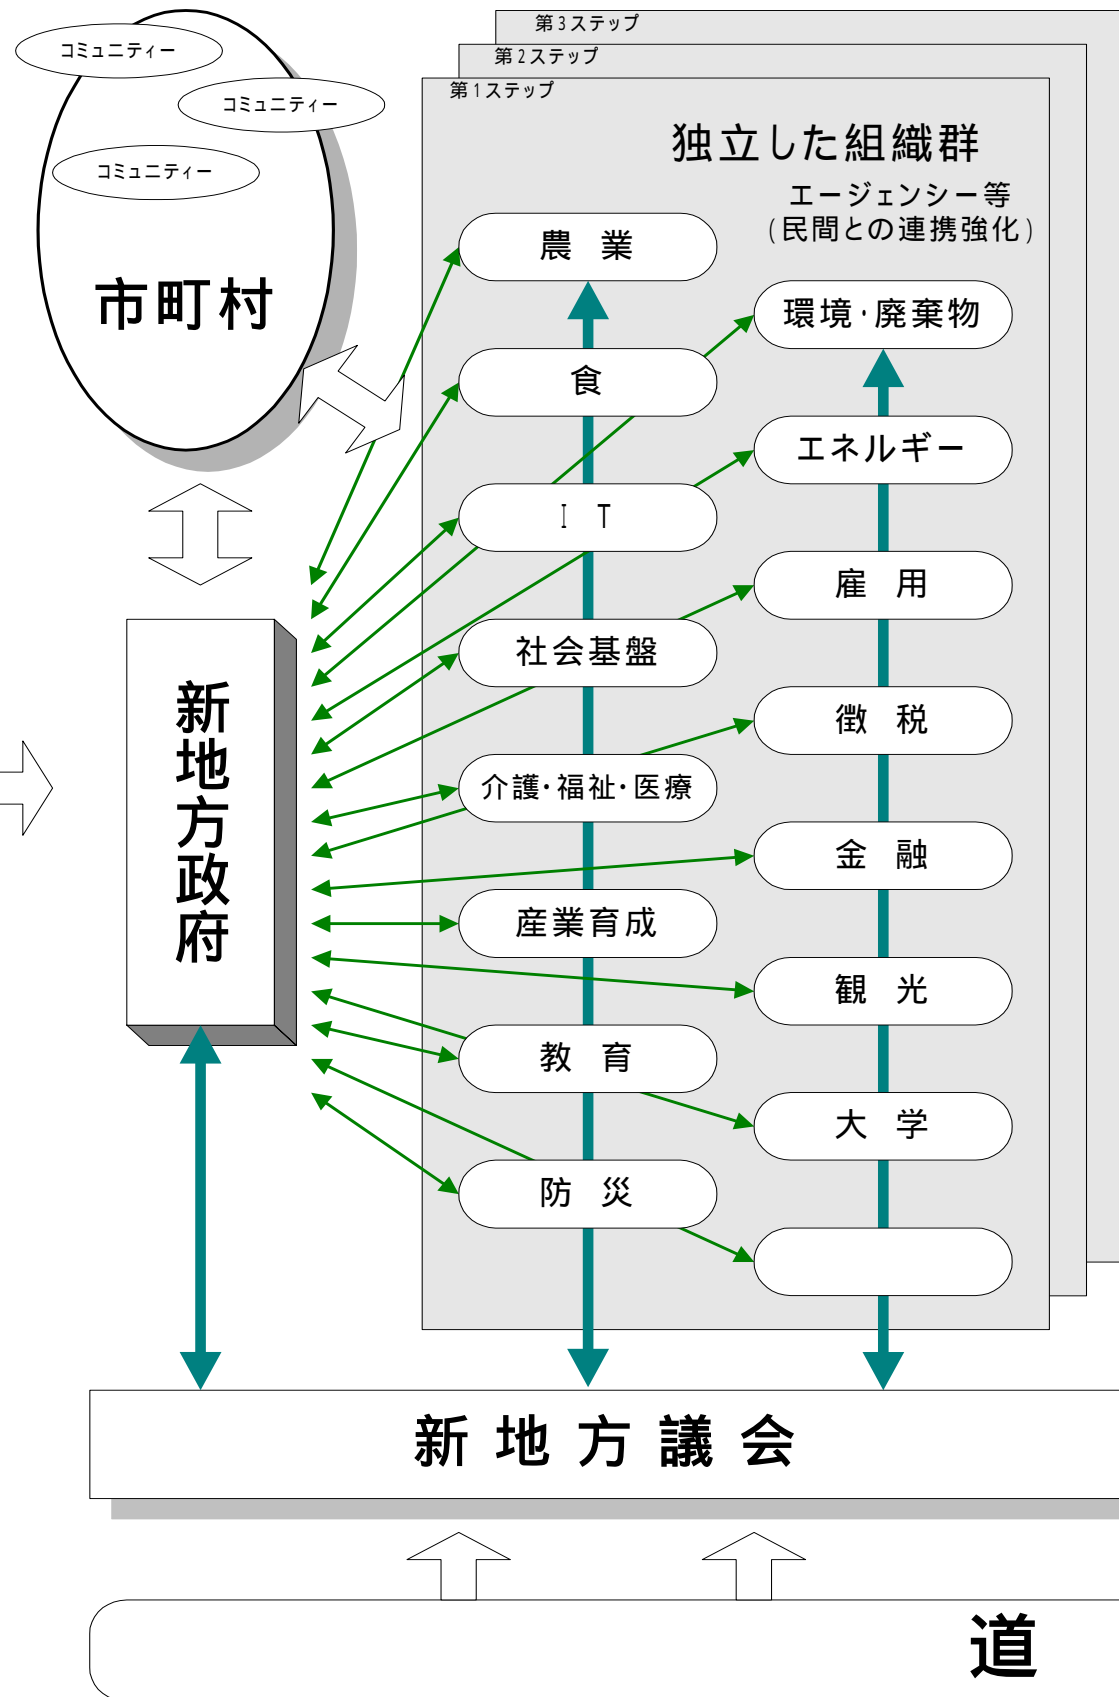 第3ステップ
第2ステップ
第1ステップ
コミュニティー
コミュニティー
コミュニティー
市町村
独立した組織群
エージェンシー等
(民間との連携強化)
農 業
環境・廃棄物
食
エネルギー
I T
雇 用
社会基盤
徴 税
介護・福祉・医療
金 融
産業育成
観 光
教 育
大 学
防 災
新地方政府
新地方議会
道